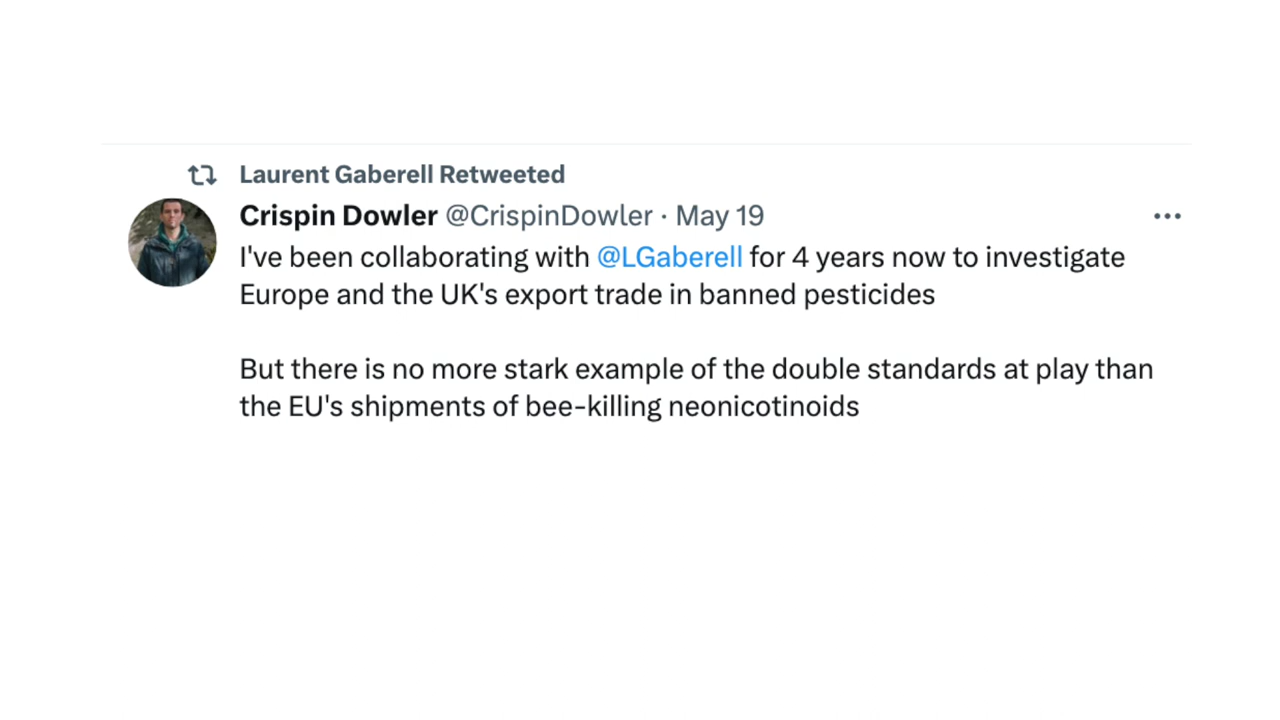 Laurent Gaberell Retweeted
Crispin Dowler @CrispinDowler · May 19
I've been collaborating with @LGaberell for 4 years now to investigate
Europe and the UK's export trade in banned pesticides
But there is no more stark example of the double standards at play than
the EU's shipments of bee-killing neonicotinoids